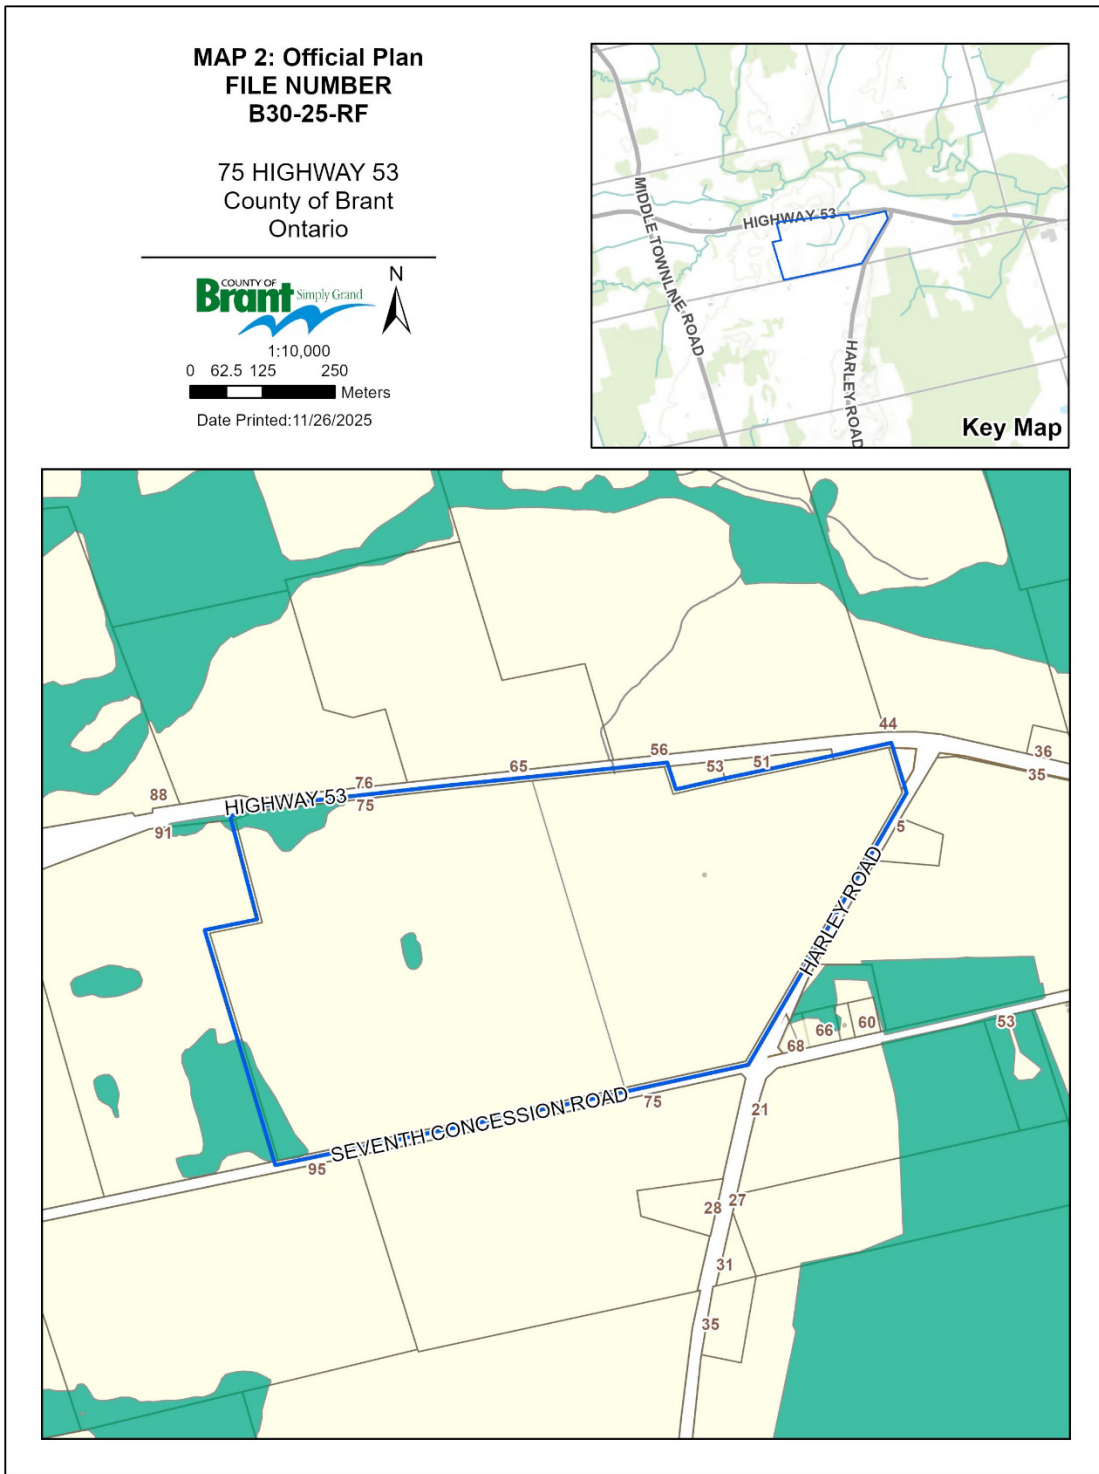 MAP 2: Official Plan
FILE NUMBER
B30-25-RF
75 HIGHWAY 53
County of Brant
Ontario
COUNTY OF
Brant Simply Grand
N
1:10,000
0 62.5 125 250
Meters
Date Printed:11/26/2025
MIDDLE TOWNLINE ROAD
HIGHWAY 53
HARLEY ROAD
Key Map
44
36
35
56
53
51
65
76
75
88
91
HIGHWAY 53
5
HARLEY ROAD
68
66
60
53
75
SEVENTH CONCESSION ROAD
95
21
28
27
31
35